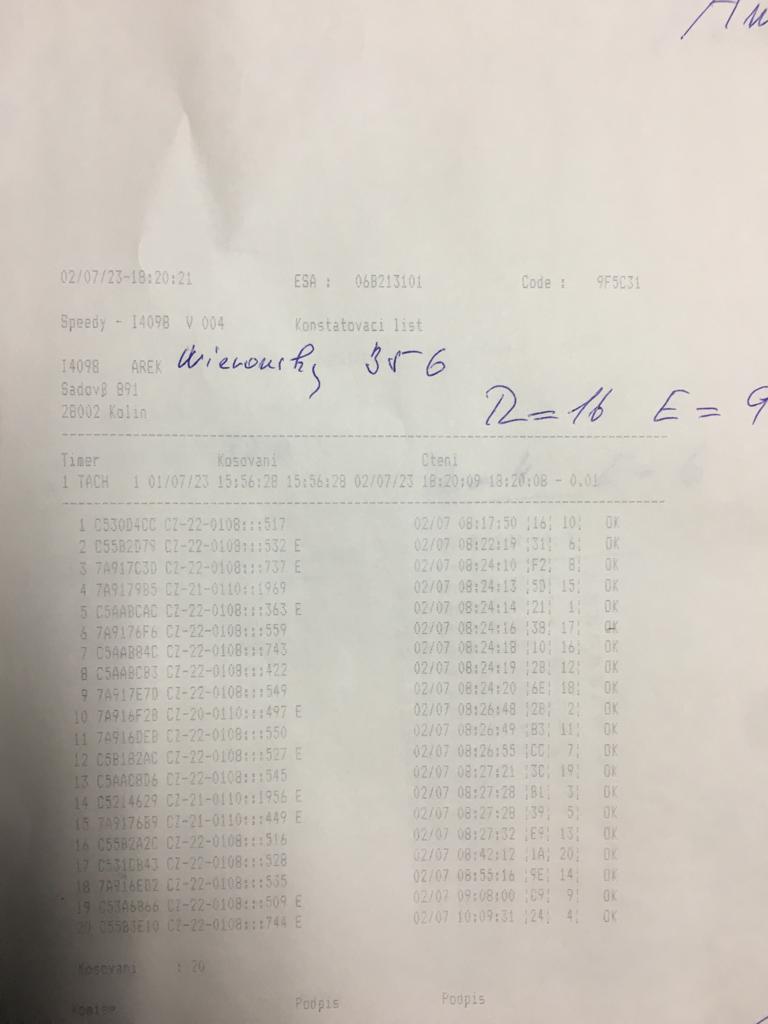 02/07/23-18:20:21 ESA : 06B213101 Code : 9F5C31
Speedy - I4098 V 004 Konstatovaci list
I4098 AREK 356
Sadovβ 891
28002 Kolin
R=16 E=9
Timer Kosovani Cteni
1 TACH 1 01/07/23 15:56:28 15:56:28 02/07/23 18:20:09 18:20:08 - 0.01
1 C530D4CC CZ-22-0108:::517 02/07 08:17:50 ¦16¦ 10¦ OK
2 C55B2D79 CZ-22-0108:::532 E 02/07 08:22:19 ¦31¦ 6¦ OK
3 7A917C3D CZ-22-0108:::737 E 02/07 08:24:10 ¦F2¦ 8¦ OK
4 7A9179B5 CZ-21-0110::1969 02/07 08:24:13 ¦5D¦ 15¦ OK
5 C5AABCAC CZ-22-0108:::363 E 02/07 08:24:14 ¦21¦ 1¦ OK
6 7A9176F6 CZ-22-0108:::559 02/07 08:24:16 ¦3B¦ 17¦ OK
7 C5AAB84C CZ-22-0108:::743 02/07 08:24:18 ¦10¦ 16¦ OK
8 C5AABCB3 CZ-22-0108:::422 02/07 08:24:19 ¦2B¦ 12¦ OK
9 7A917E7D CZ-22-0108:::549 02/07 08:24:20 ¦6E¦ 18¦ OK
10 7A916F2B CZ-20-0110:::497 E 02/07 08:26:48 ¦2B¦ 2¦ OK
11 7A916DEB CZ-22-0108:::550 02/07 08:26:49 ¦B3¦ 11¦ OK
12 C5B182AC CZ-22-0108:::527 E 02/07 08:26:55 ¦CC¦ 7¦ OK
13 C5AAC8D6 CZ-22-0108:::545 02/07 08:27:21 ¦3C¦ 19¦ OK
14 C5214629 CZ-21-0110::1956 E 02/07 08:27:28 ¦B1¦ 3¦ OK
15 7A9176B9 CZ-21-0110:::449 E 02/07 08:27:28 ¦39¦ 5¦ OK
16 C55B2A2C CZ-22-0108:::516 02/07 08:27:32 ¦E9¦ 13¦ OK
17 C531CB43 CZ-22-0108:::528 02/07 08:42:12 ¦1A¦ 20¦ OK
18 7A916ED2 CZ-22-0108:::535 02/07 08:55:16 ¦9E¦ 14¦ OK
19 C53A6B66 CZ-22-0108:::509 E 02/07 09:08:00 ¦C9¦ 9¦ OK
20 C55B3E10 CZ-22-0108:::744 E 02/07 10:09:31 ¦24¦ 4¦ OK
Kosovani : 20
Komise Podpis Podpis